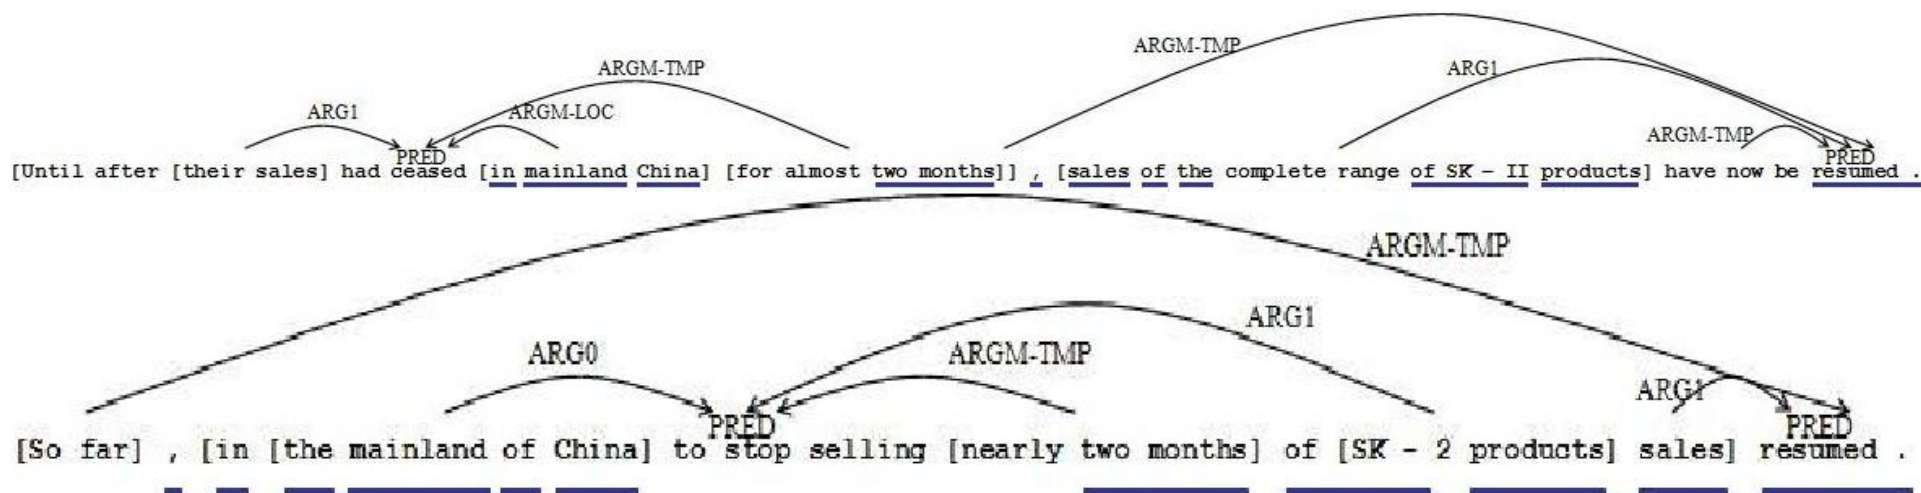 ARGM-TMP
ARGM-TMP ARG1
ARG1 ARGM-LOC ARGM-TMP
PRED PRED
[Until after [their sales] had ceased [in mainland China] [for almost two months]] , [sales of the complete range of SK – II products] have now be resumed .
ARGM-TMP
ARG1
ARG0 ARGM-TMP
ARG1
PRED PRED
[So far] , [in [the mainland of China] to stop selling [nearly two months] of [SK - 2 products] sales] resumed .